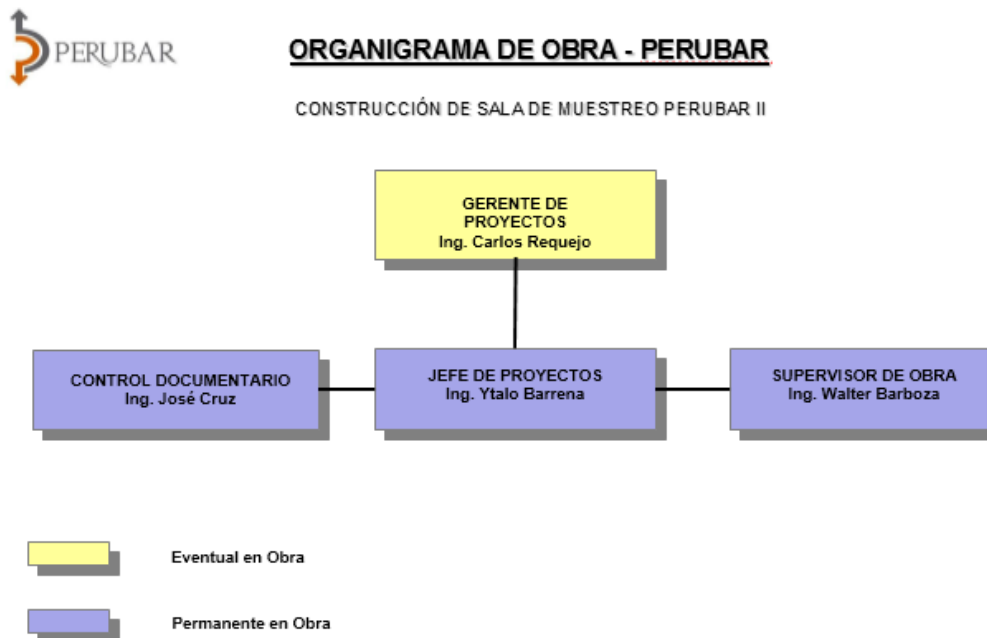 PERUBAR
ORGANIGRAMA DE OBRA - PERUBAR
CONSTRUCCIÓN DE SALA DE MUESTREO PERUBAR II
GERENTE DE
PROYECTOS
Ing. Carlos Requejo
CONTROL DOCUMENTARIO
Ing. José Cruz
JEFE DE PROYECTOS
Ing. Ytalo Barrena
SUPERVISOR DE OBRA
Ing. Walter Barboza
Eventual en Obra
Permanente en Obra